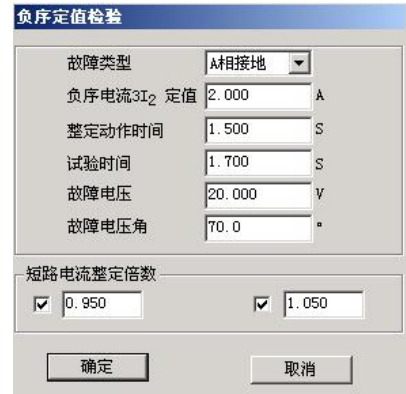 负序定值检验
故障类型 A相接地
负序电流3I₂ 定值 2.000 A
整定动作时间 1.500 S
试验时间 1.700 S
故障电压 20.000 V
故障电压角 70.0 °
短路电流整定倍数
0.950 1.050
确定 取消